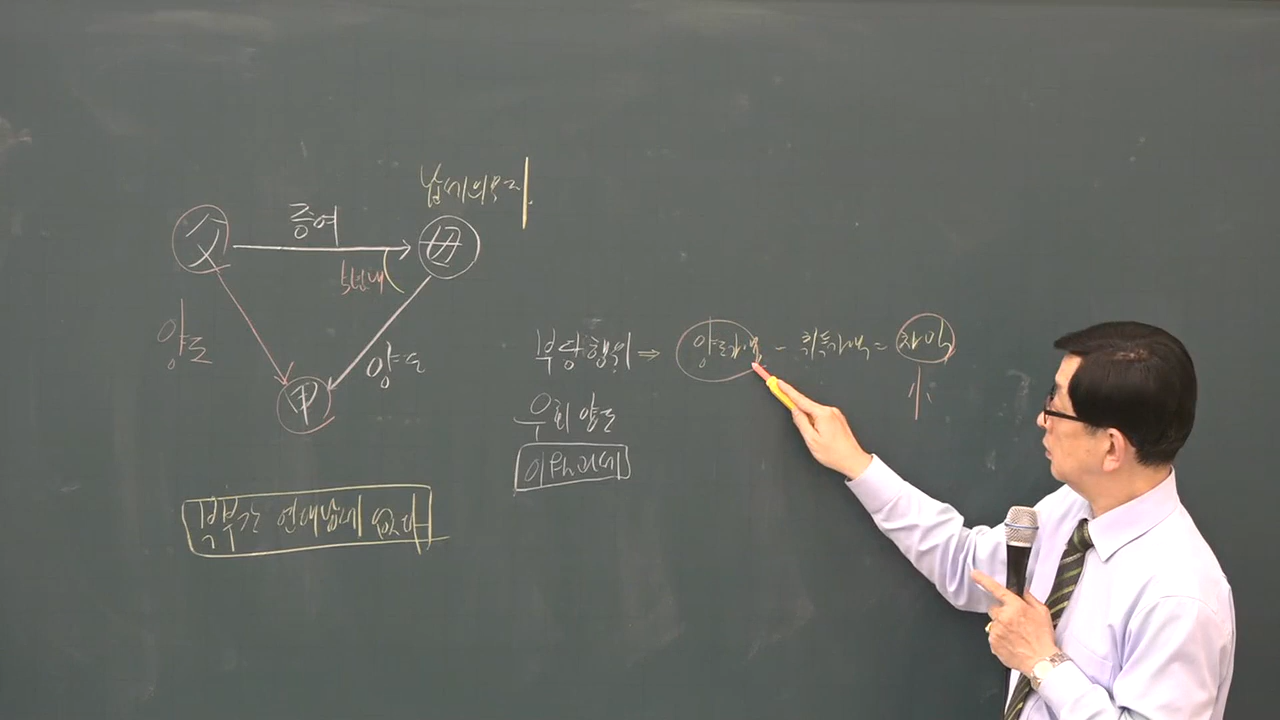 납세의무자
父 증여 母
5년내
양도 양도
甲
부당행위 ⇒ 양도가액 - 취득가액 = 차익
小
우회양도
이월과세
부부는 연대납세 없다